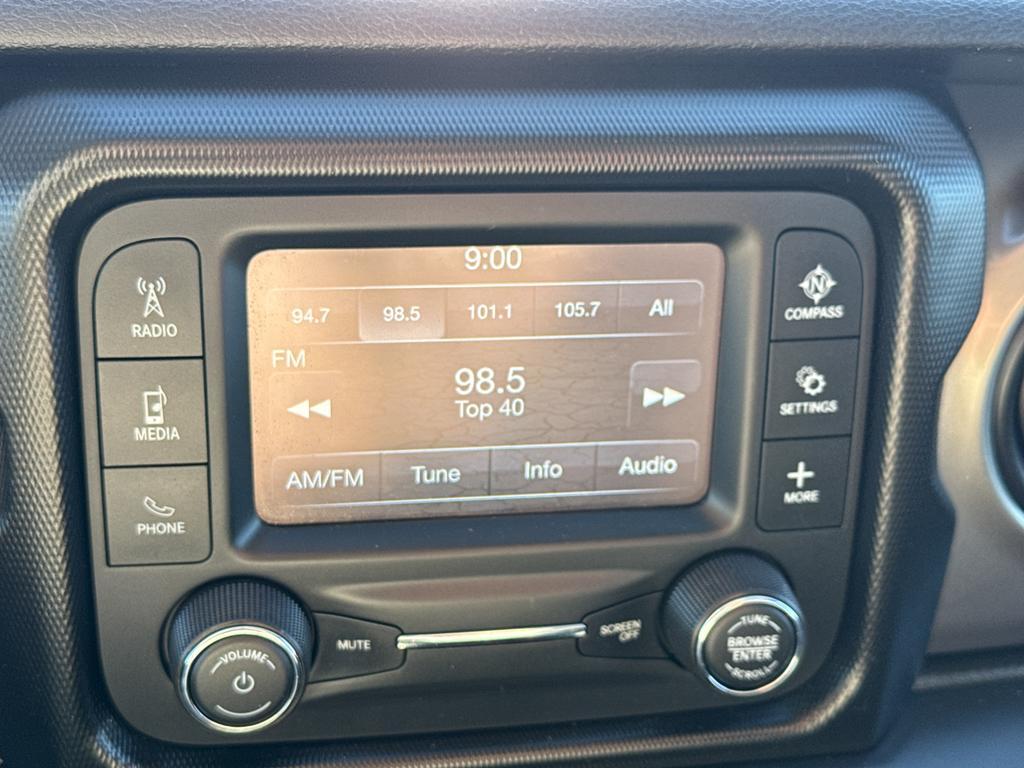 9:00
94.7 98.5 101.1 105.7 All
FM
98.5
Top 40
AM/FM Tune Info Audio
RADIO
MEDIA
PHONE
N
COMPASS
SETTINGS
MORE
VOLUME
MUTE
SCREEN
OFF
TUNE
BROWSE
ENTER
SCROLL